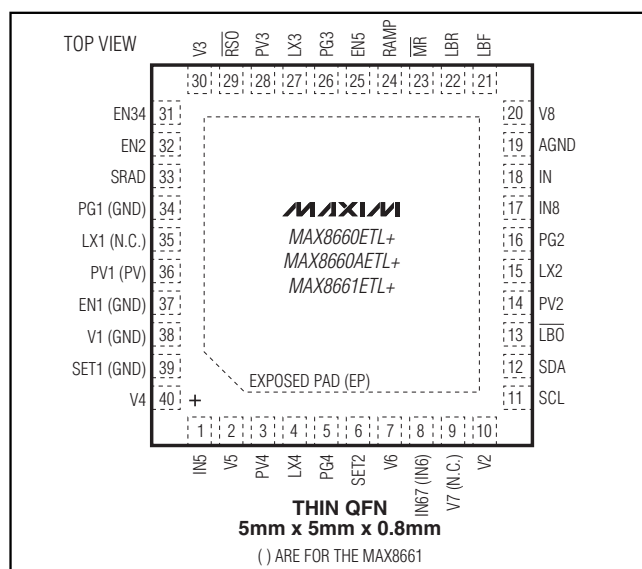 TOP VIEW
V3
R̅S̅O̅
PV3
LX3
PG3
EN5
RAMP
M̅R̅
LBR
LBF
30 29 28 27 26 25 24 23 22 21
EN34 31
EN2 32
SRAD 33
PG1 (GND) 34
LX1 (N.C.) 35
PV1 (PV) 36
EN1 (GND) 37
V1 (GND) 38
SET1 (GND) 39
V4 40 +
MAXIM
MAX8660ETL+
MAX8660AETL+
MAX8661ETL+
EXPOSED PAD (EP)
20 V8
19 AGND
18 IN
17 IN8
16 PG2
15 LX2
14 PV2
13 L̅B̅O̅
12 SDA
11 SCL
1 2 3 4 5 6 7 8 9 10
IN5
V5
PV4
LX4
PG4
SET2
V6
IN67 (IN6)
V7 (N.C.)
V2
THIN QFN
5mm x 5mm x 0.8mm
( ) ARE FOR THE MAX8661